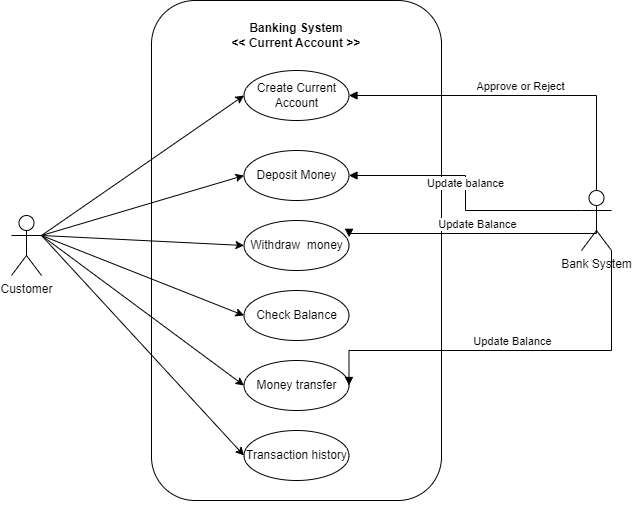 Banking System
<< Current Account >>
Create Current
Account
Approve or Reject
Deposit Money
Update balance
Withdraw  money
Update Balance
Bank System
Customer
Check Balance
Update Balance
Money transfer
Transaction history